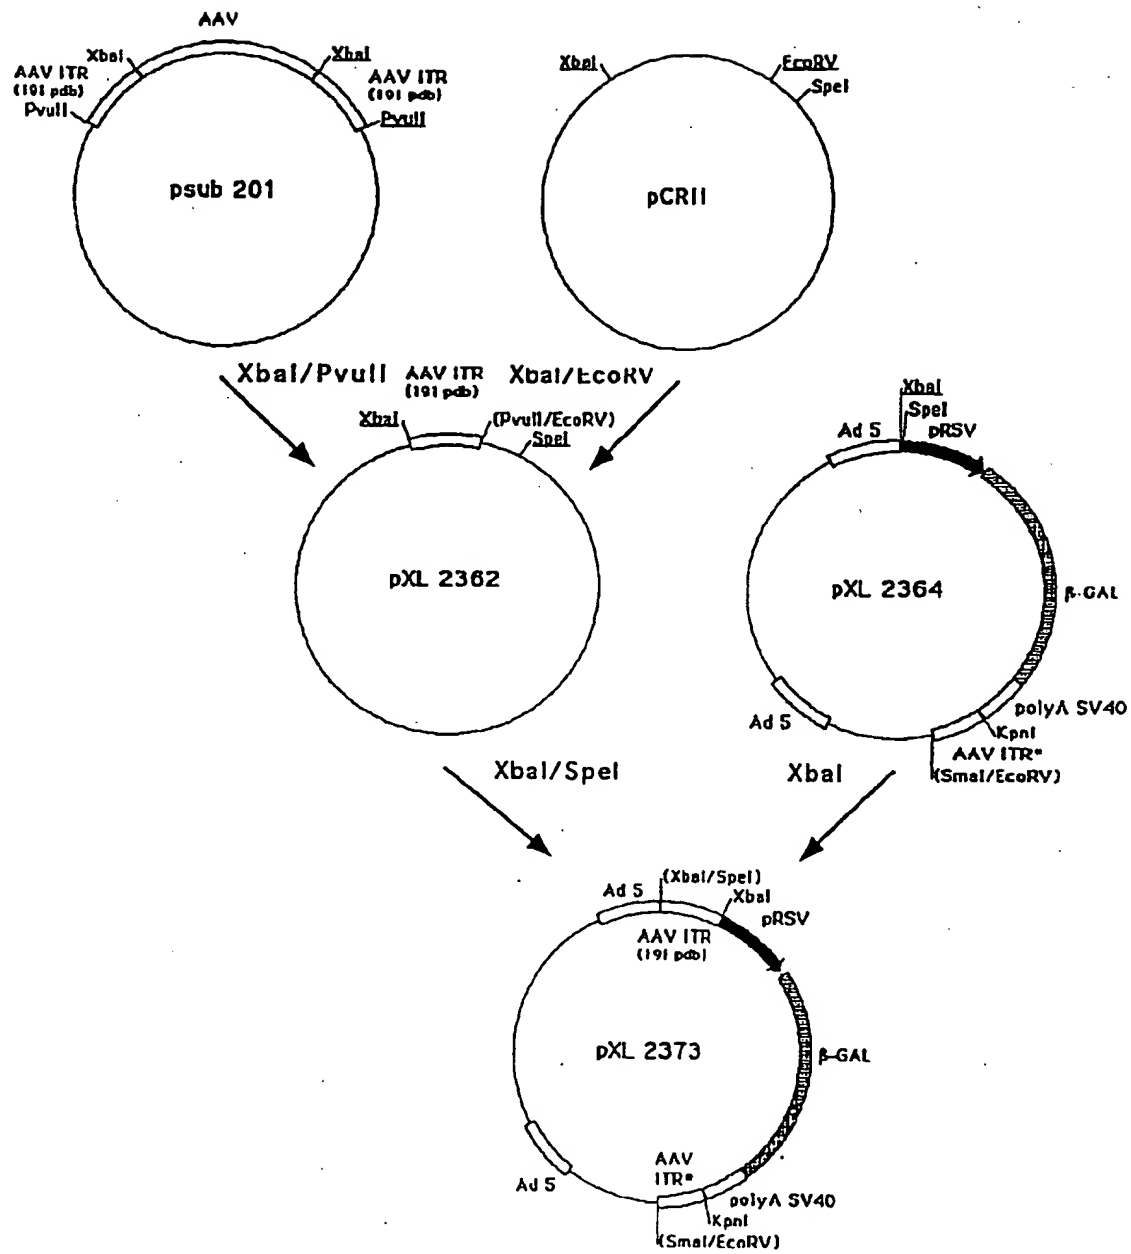 AAV
XbaI
XbaI
AAV ITR
(191 pdb)
PvuII
AAV ITR
(191 pdb)
PvuII
psub 201
XbaI
EcoRV
SpeI
pCRII
XbaI/PvuII
AAV ITR
(191 pdb)
XbaI/EcoRV
XbaI
(PvuII/EcoRV)
SpeI
pXL 2362
XbaI
SpeI
Ad 5
pRSV
pXL 2364
β-GAL
polyA SV40
KpnI
AAV ITR*
(SmaI/EcoRV)
Ad 5
XbaI/SpeI
XbaI
(XbaI/SpeI)
Ad 5
XbaI
pRSV
AAV ITR
(191 pdb)
pXL 2373
β-GAL
AAV
ITR*
Ad 5
polyA SV40
KpnI
(SmaI/EcoRV)